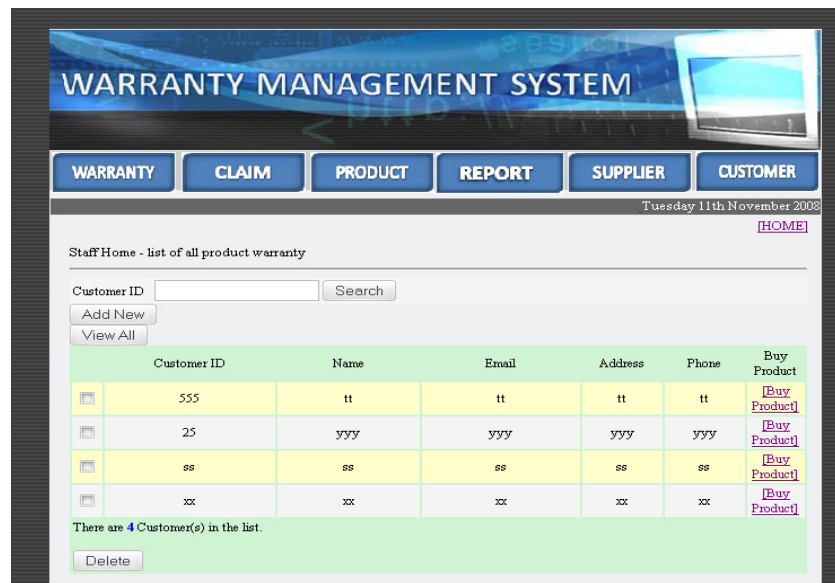 WARRANTY MANAGEMENT SYSTEM
WARRANTY CLAIM PRODUCT REPORT SUPPLIER CUSTOMER
Tuesday 11th November 2008
[HOME]
Staff Home - list of all product warranty
Customer ID Search
Add New
View All
Customer ID Name Email Address Phone Buy Product
555 tt tt tt tt [Buy Product]
25 yyy yyy yyy yyy [Buy Product]
ss ss ss ss ss [Buy Product]
xx xx xx xx xx [Buy Product]
There are 4 Customer(s) in the list.
Delete